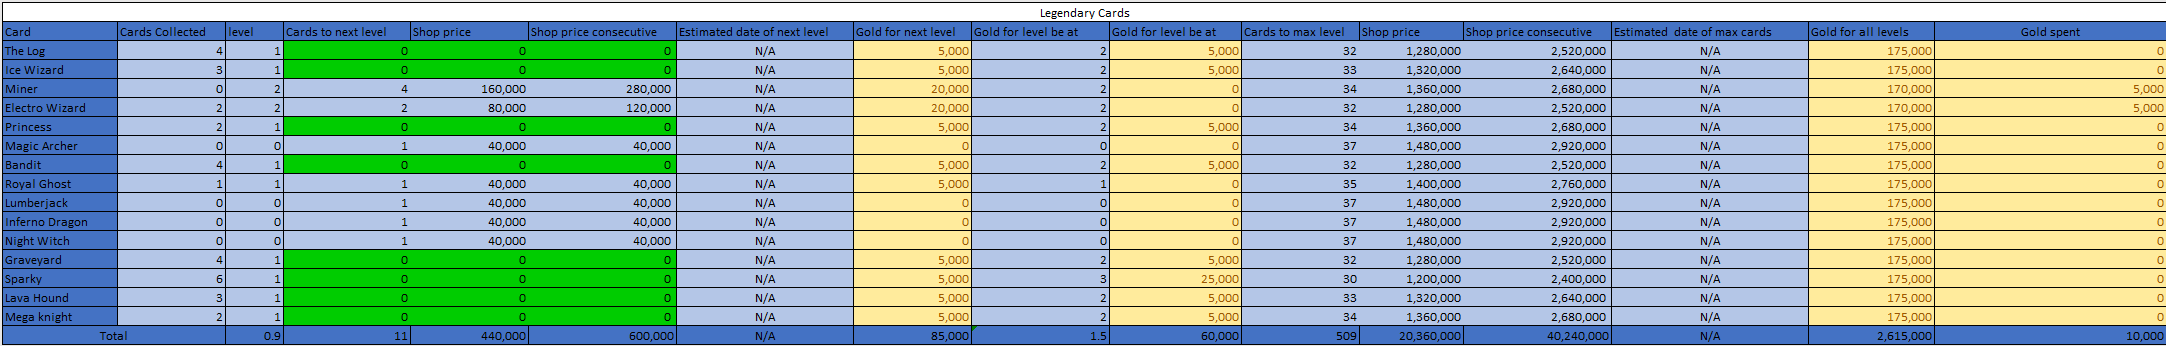 Legendary Cards
Card Cards Collected level Cards to next level Shop price Shop price consecutive Estimated date of next level Gold for next level Gold for level be at Gold for level be at Cards to max level Shop price Shop price consecutive Estimated date of max cards Gold for all levels Gold spent
The Log 4 1 0 0 0 N/A 5,000 2 5,000 32 1,280,000 2,520,000 N/A 175,000 0
Ice Wizard 3 1 0 0 0 N/A 5,000 2 5,000 33 1,320,000 2,640,000 N/A 175,000 0
Miner 0 2 4 160,000 280,000 N/A 20,000 2 0 34 1,360,000 2,680,000 N/A 170,000 5,000
Electro Wizard 2 2 2 80,000 120,000 N/A 20,000 2 0 32 1,280,000 2,520,000 N/A 170,000 5,000
Princess 2 1 0 0 0 N/A 5,000 2 5,000 34 1,360,000 2,680,000 N/A 175,000 0
Magic Archer 0 0 1 40,000 40,000 N/A 0 0 0 37 1,480,000 2,920,000 N/A 175,000 0
Bandit 4 1 0 0 0 N/A 5,000 2 5,000 32 1,280,000 2,520,000 N/A 175,000 0
Royal Ghost 1 1 1 40,000 40,000 N/A 5,000 1 0 35 1,400,000 2,760,000 N/A 175,000 0
Lumberjack 0 0 1 40,000 40,000 N/A 0 0 0 37 1,480,000 2,920,000 N/A 175,000 0
Inferno Dragon 0 0 1 40,000 40,000 N/A 0 0 0 37 1,480,000 2,920,000 N/A 175,000 0
Night Witch 0 0 1 40,000 40,000 N/A 0 0 0 37 1,480,000 2,920,000 N/A 175,000 0
Graveyard 4 1 0 0 0 N/A 5,000 2 5,000 32 1,280,000 2,520,000 N/A 175,000 0
Sparky 6 1 0 0 0 N/A 5,000 3 25,000 30 1,200,000 2,400,000 N/A 175,000 0
Lava Hound 3 1 0 0 0 N/A 5,000 2 5,000 33 1,320,000 2,640,000 N/A 175,000 0
Mega knight 2 1 0 0 0 N/A 5,000 2 5,000 34 1,360,000 2,680,000 N/A 175,000 0
Total 0.9 11 440,000 600,000 N/A 85,000 1.5 60,000 509 20,360,000 40,240,000 N/A 2,615,000 10,000